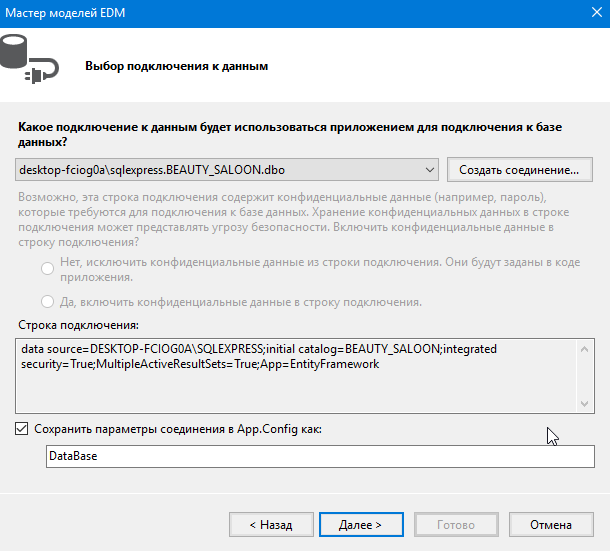 Мастер моделей EDM
Выбор подключения к данным
Какое подключение к данным будет использоваться приложением для подключения к базе
данных?
desktop-fciog0a\sqlexpress.BEAUTY_SALOON.dbo
Создать соединение...
Возможно, эта строка подключения содержит конфиденциальные данные (например, пароль),
которые требуются для подключения к базе данных. Хранение конфиденциальных данных в строке
подключения может представлять угрозу безопасности. Включить конфиденциальные данные в
строку подключения?
Нет, исключить конфиденциальные данные из строки подключения. Они будут заданы в коде
приложения.
Да, включить конфиденциальные данные в строку подключения.
Строка подключения:
data source=DESKTOP-FCIOG0A\SQLEXPRESS;initial catalog=BEAUTY_SALOON;integrated
security=True;MultipleActiveResultSets=True;App=EntityFramework
Сохранить параметры соединения в App.Config как:
DataBase
< Назад
Далее >
Готово
Отмена